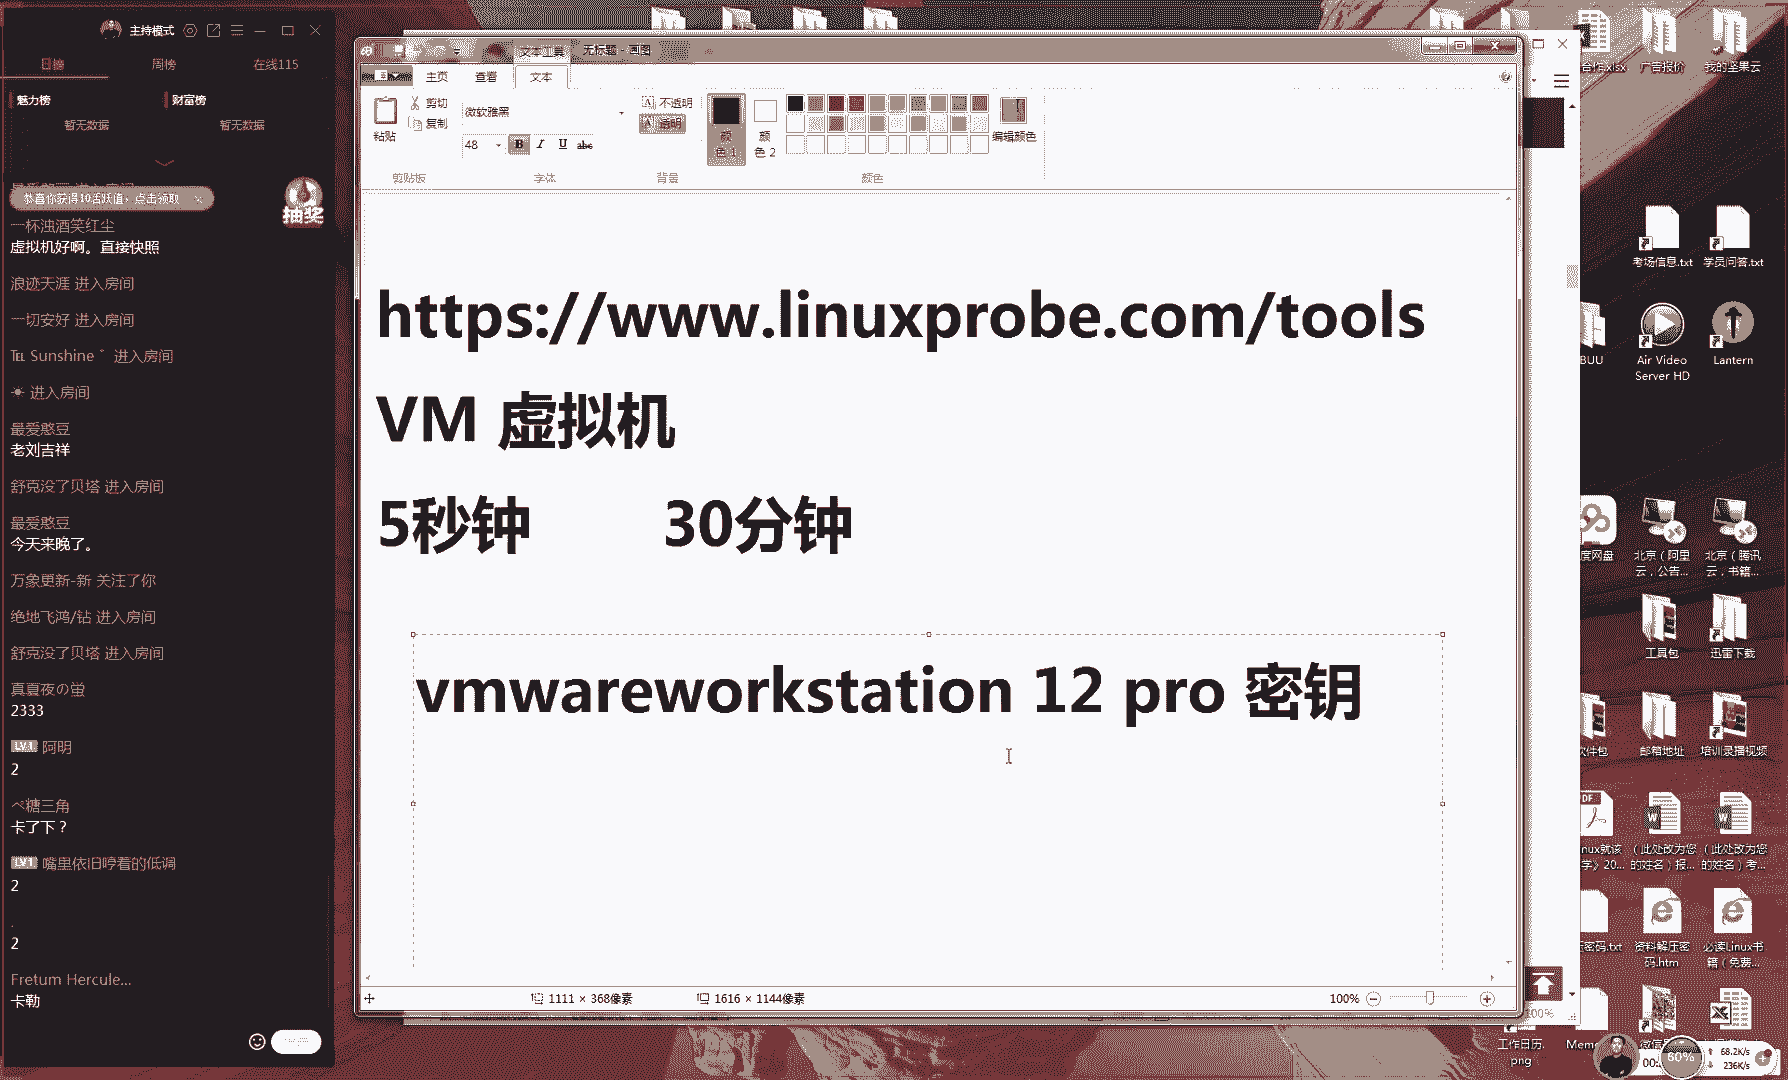 主持模式
日榜 周榜 在线115
魅力榜 财富榜
暂无数据 暂无数据
恭喜你获得10活跃值，点击领取
抽奖
一杯浊酒笑红尘
虚拟机好啊。直接快照
浪迹天涯 进入房间
一切安好 进入房间
℡ Sunshine 进入房间
☀ 进入房间
最爱憨豆
老刘吉祥
舒克没了贝塔 进入房间
最爱憨豆
今天来晚了。
万象更新-新 关注了你
绝地飞鸿/钻 进入房间
舒克没了贝塔 进入房间
真夏夜の蛍
2333
LV1 阿明
2
ペ糖三角
卡了下？
LV1 嘴里依旧哼着的低调
2
.
2
Fretum Hercule...
卡勒
文本工具 无标题 - 画图
主页 查看 文本
粘贴 剪切 复制
微软雅黑
48 B I U abc
不透明
透明
颜色 1 颜色 2
编辑颜色
剪贴板 字体 背景 颜色
https://www.linuxprobe.com/tools
VM 虚拟机
5秒钟 30分钟
vmwareworkstation 12 pro 密钥
1111 × 368像素 1616 × 1144像素 100%
100%
合作.xlsx 广告报价 我的坚果云
考场信息.txt 学员问答.txt
BUU Air Video Server HD Lantern
度网盘 北京（阿里云，公告... 北京（腾讯云，书籍...
工具包 迅雷下载
软件包 邮箱地址 培训录播视频
nux就该学》20... （此处改为您的姓名）报... （此处改为您的姓名）考...
密码.txt 资料解压密码.htm 必读Linux书籍（免费...
工作日历.png Mem
60% 68.2K/s
236K/s